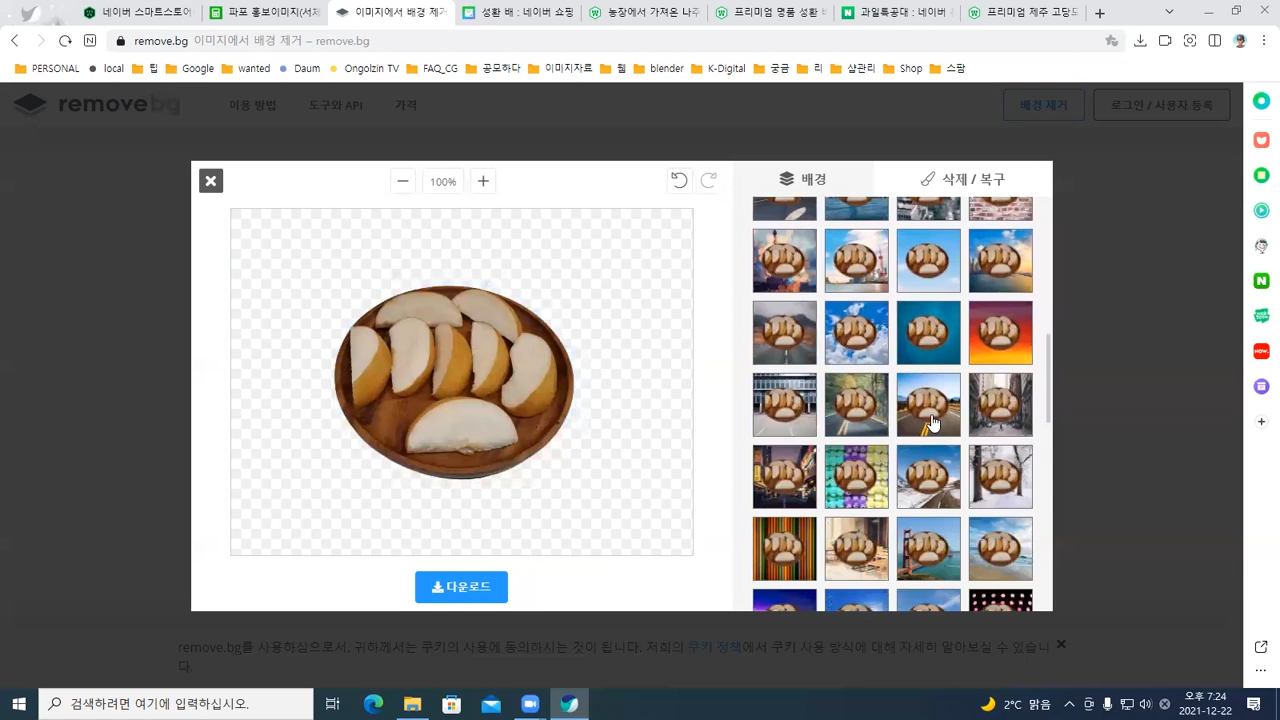 네이버 스마트스토어
파포 홍보이미지(서제
이미지에서 배경 제거
성환 배 : 네이버 쇼핑
농장에서가져온 나주
프리미엄 명품 성환 비
과일특공대 : 네이버 쇼
프리미엄 제주 고당도
remove.bg 이미지에서 배경 제거 – remove.bg
PERSONAL
local
팁
Google
wanted
Daum
Ongolzin TV
FAQ_CG
공모하다
이미지자료
웹
blender
K-Digital
궁글
리
샵관리
Shop
스팜
removebg
이용 방법
도구와 API
가격
배경 제거
로그인 / 사용자 등록
100%
배경
삭제 / 복구
다운로드
remove.bg를 사용하심으로서, 귀하께서는 쿠키의 사용에 동의하시는 것이 됩니다. 저희의 쿠키 정책에서 쿠키 사용 방식에 대해 자세히 알아보실 수 있습니
다.
NOW.
검색하려면 여기에 입력하십시오.
2°C 맑음
오후 7:24
2021-12-22